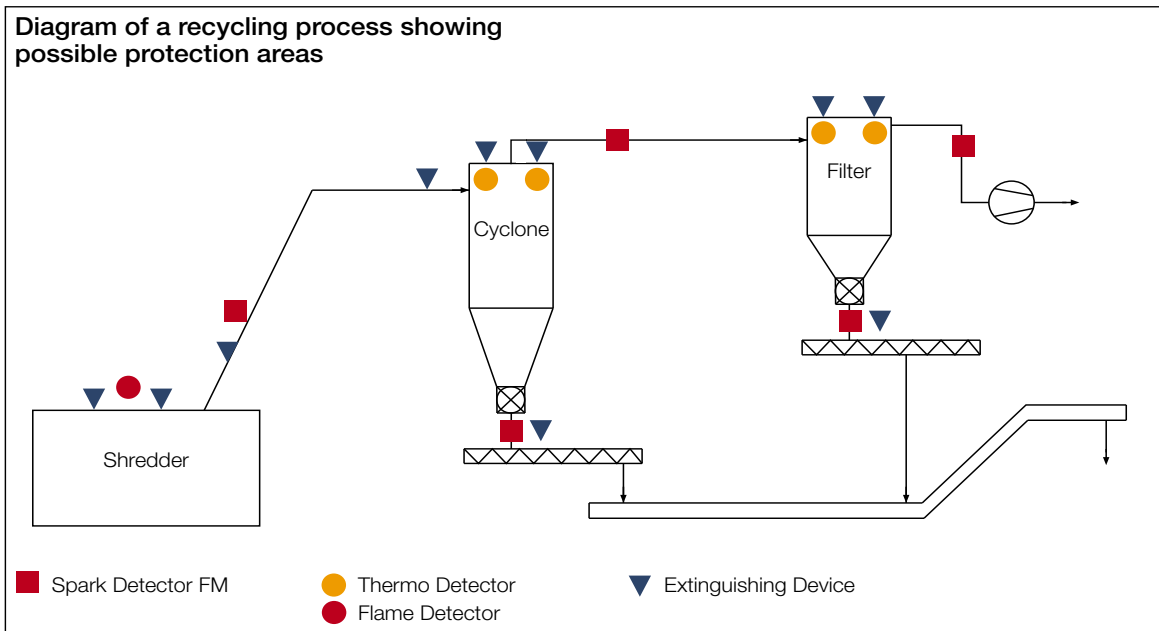 Diagram of a recycling process showing
possible protection areas
Filter
Cyclone
Shredder
Spark Detector FM
Thermo Detector
Extinguishing Device
Flame Detector